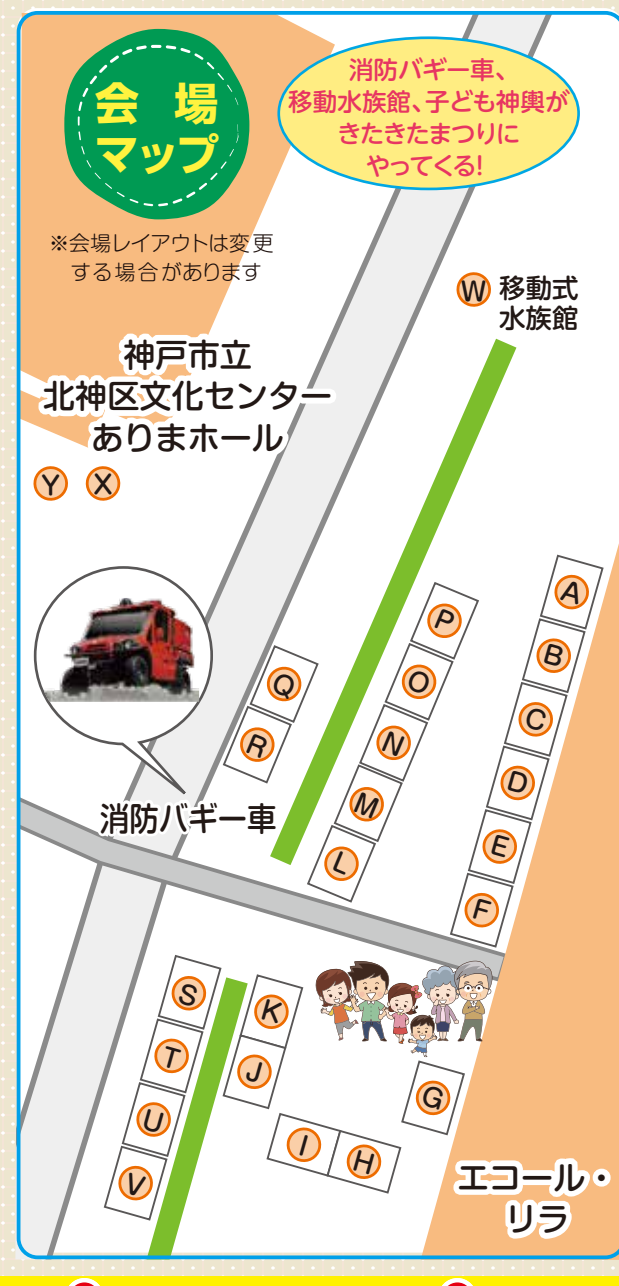 会場
マップ
消防バギー車、
移動水族館、子ども神輿が
きたきたまつりに
やってくる!
※会場レイアウトは変更
する場合があります
W 移動式
水族館
神戸市立
北神区文化センター
ありまホール
Y X
A
P
B
O
Q
C
N
R
D
M
消防バギー車
E
L
F
S
K
T
J
G
U
I
H
V
エコール・
リラ